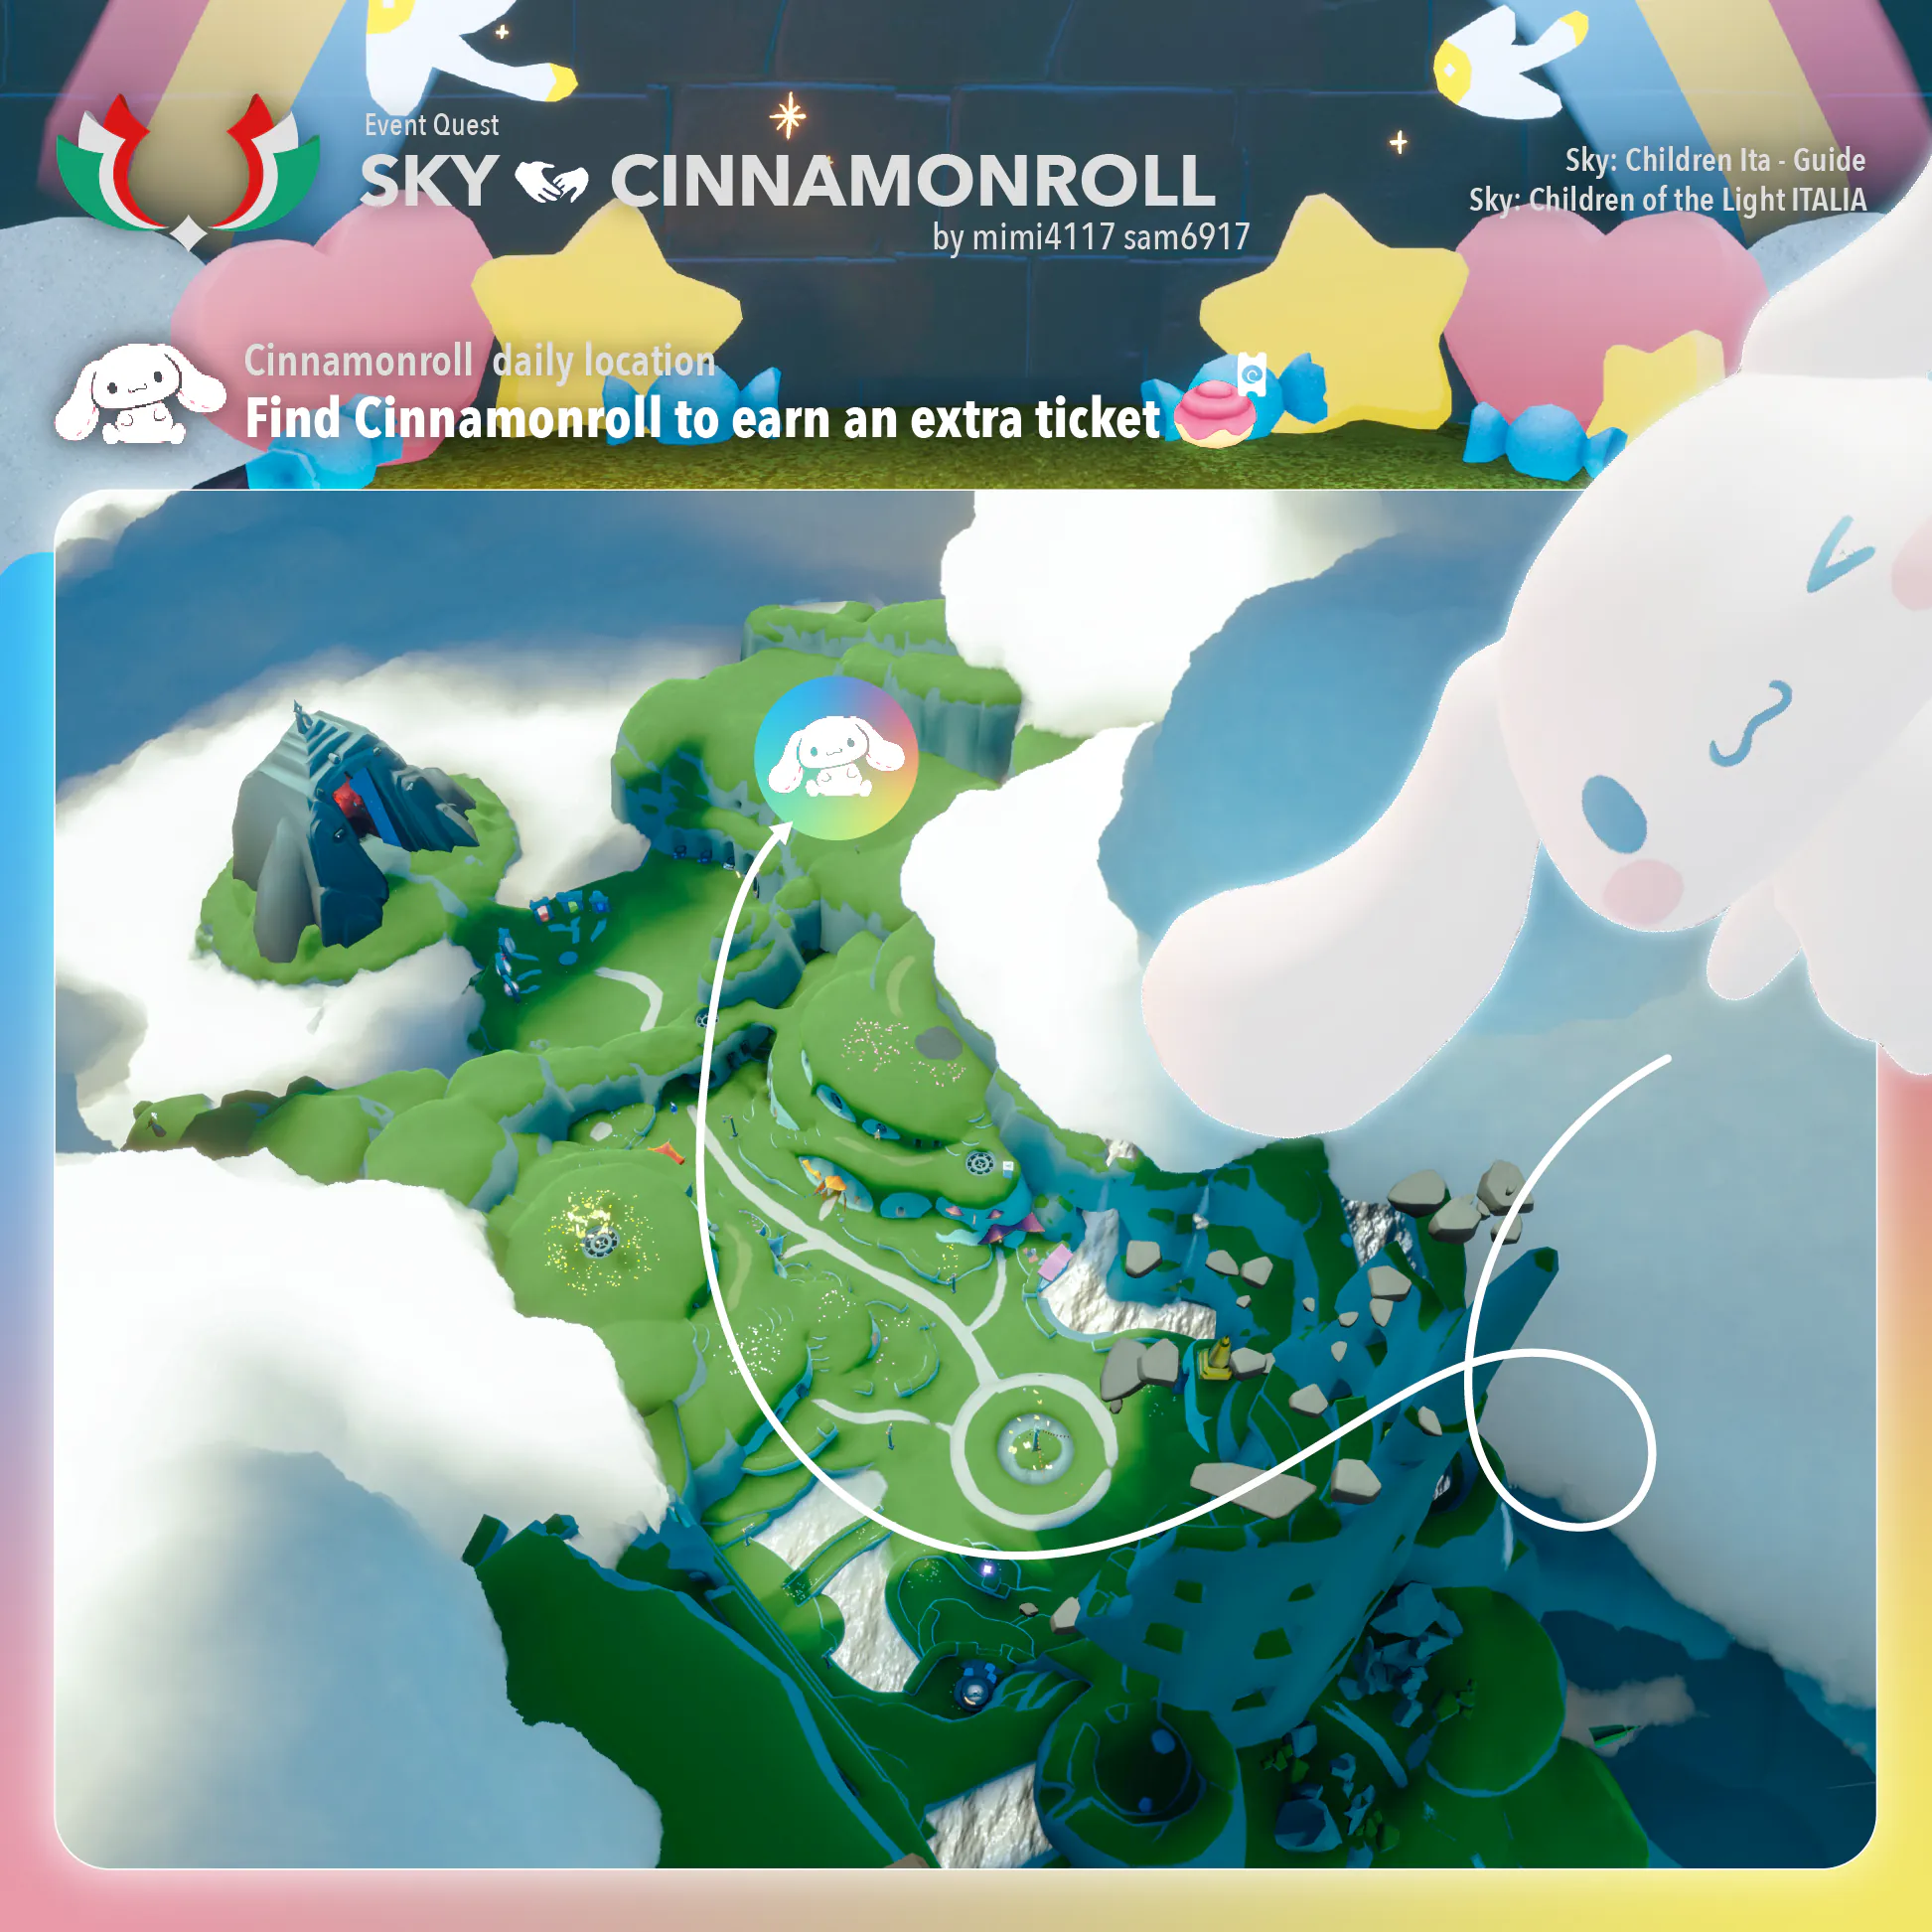 Event Quest
SKY CINNAMONROLL
by mimi4117 sam6917
Sky: Children Ita - Guide
Sky: Children of the Light ITALIA
Cinnamonroll daily location
Find Cinnamonroll to earn an extra ticket